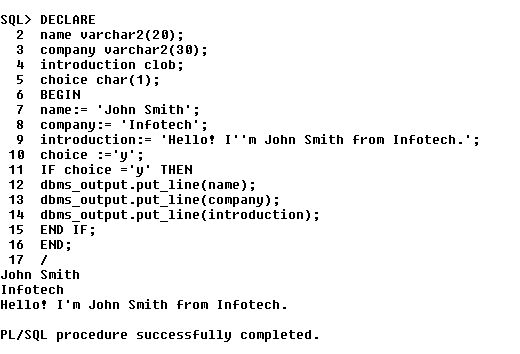 SQL> DECLARE
2 name varchar2(20);
3 company varchar2(30);
4 introduction clob;
5 choice char(1);
6 BEGIN
7 name:= 'John Smith';
8 company:= 'Infotech';
9 introduction:= 'Hello! I''m John Smith from Infotech.';
10 choice :='y';
11 IF choice ='y' THEN
12 dbms_output.put_line(name);
13 dbms_output.put_line(company);
14 dbms_output.put_line(introduction);
15 END IF;
16 END;
17 /
John Smith
Infotech
Hello! I'm John Smith from Infotech.
PL/SQL procedure successfully completed.